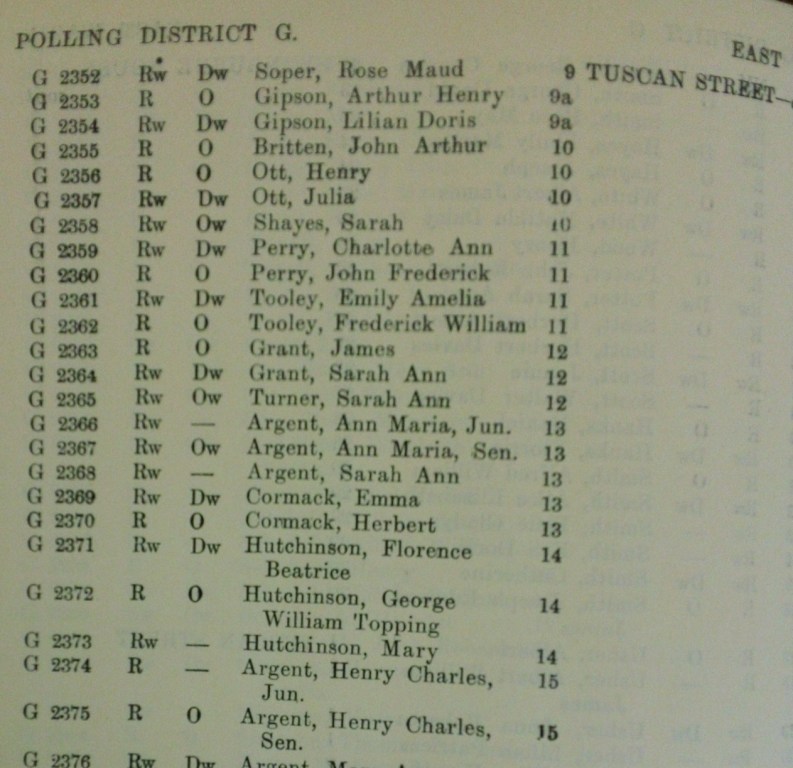 POLLING DISTRICT G.
EAST
G 2352 Rw Dw Soper, Rose Maud 9 TUSCAN STREET—
G 2353 R O Gipson, Arthur Henry 9a
G 2354 Rw Dw Gipson, Lilian Doris 9a
G 2355 R O Britten, John Arthur 10
G 2356 R O Ott, Henry 10
G 2357 Rw Dw Ott, Julia 10
G 2358 Rw Ow Shayes, Sarah 10
G 2359 Rw Dw Perry, Charlotte Ann 11
G 2360 R O Perry, John Frederick 11
G 2361 Rw Dw Tooley, Emily Amelia 11
G 2362 R O Tooley, Frederick William 11
G 2363 R O Grant, James 12
G 2364 Rw Dw Grant, Sarah Ann 12
G 2365 Rw Ow Turner, Sarah Ann 12
G 2366 Rw — Argent, Ann Maria, Jun. 13
G 2367 Rw Ow Argent, Ann Maria, Sen. 13
G 2368 Rw — Argent, Sarah Ann 13
G 2369 Rw Dw Cormack, Emma 13
G 2370 R O Cormack, Herbert 13
G 2371 Rw Dw Hutchinson, Florence 14
Beatrice
G 2372 R O Hutchinson, George 14
William Topping
G 2373 Rw — Hutchinson, Mary 14
G 2374 R — Argent, Henry Charles, 15
Jun.
G 2375 R O Argent, Henry Charles, 15
Sen.
G 2376 Rw Dw Argent,